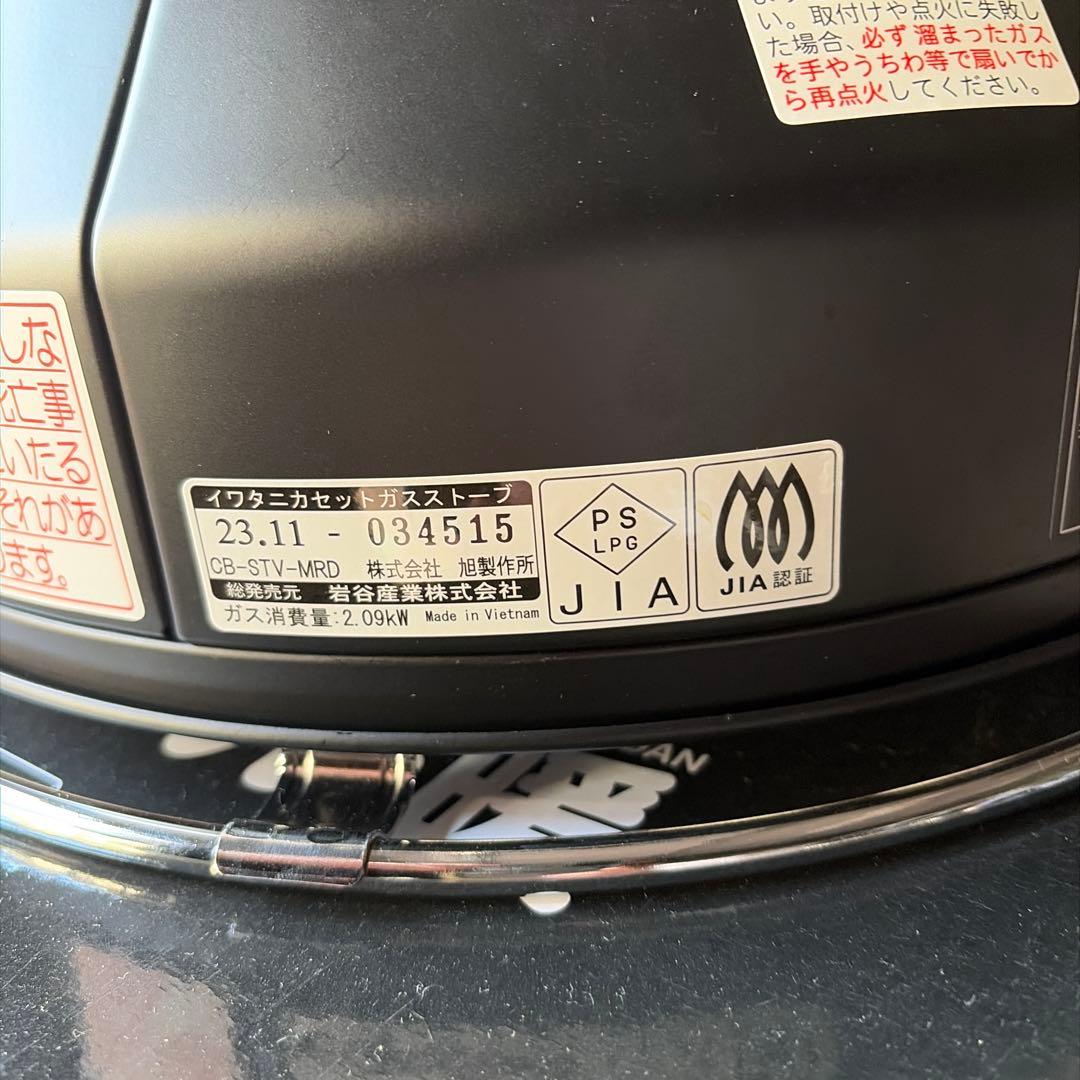 い。取付けや点火に失敗し
た場合、必ず溜まったガス
を手やうちわ等で扇いでか
ら再点火してください。
しな
死亡事
いたる
それがあ
ます。
イワタニカセットガスストーブ
23.11 - 034515
CB-STV-MRD 株式会社 旭製作所
総発売元 岩谷産業株式会社
ガス消費量:2.09kW Made in Vietnam
PS
LPG
JIA
JIA認証